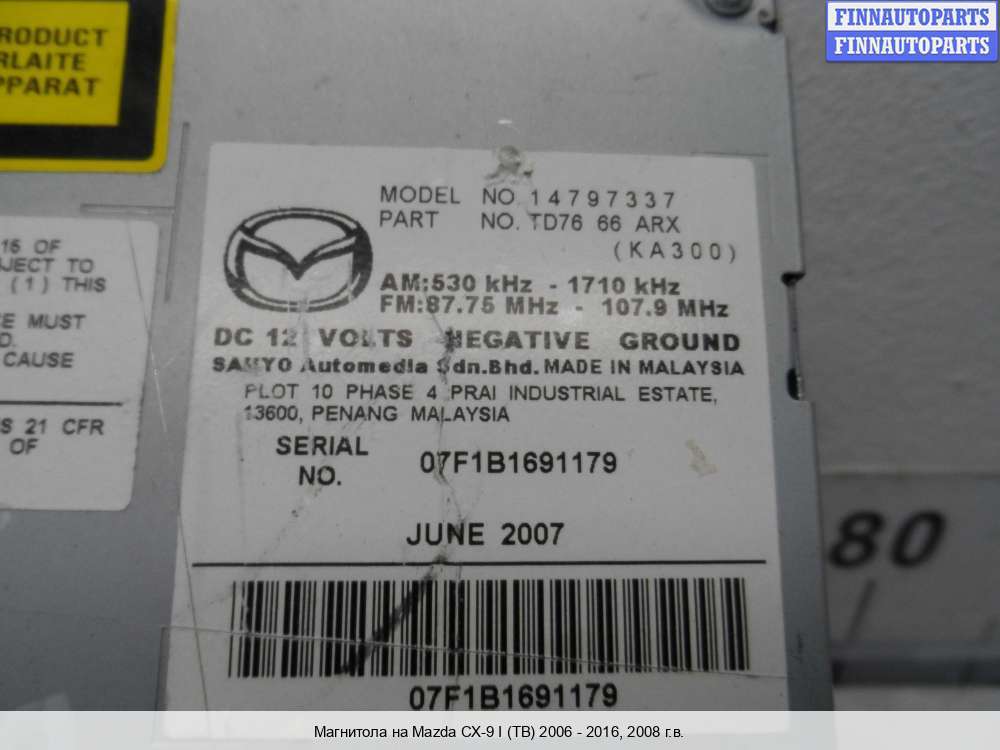 FINNAUTOPARTS
FINNAUTOPARTS
PRODUCT
RLAITE
PPARAT
15 OF
JECT TO
(1) THIS
E MUST
D.
CAUSE
S 21 CFR
OF
MODEL NO. 14797337
PART NO. TD76 66 ARX
(KA300)
AM:530 kHz - 1710 kHz
FM:87.75 MHz - 107.9 MHz
DC 12 VOLTS NEGATIVE GROUND
SANYO Automedia Sdn.Bhd. MADE IN MALAYSIA
PLOT 10 PHASE 4 PRAI INDUSTRIAL ESTATE,
13600, PENANG MALAYSIA
SERIAL
NO.
07F1B1691179
JUNE 2007
07F1B1691179
80
Магнитола на Mazda CX-9 I (TB) 2006 - 2016, 2008 г.в.